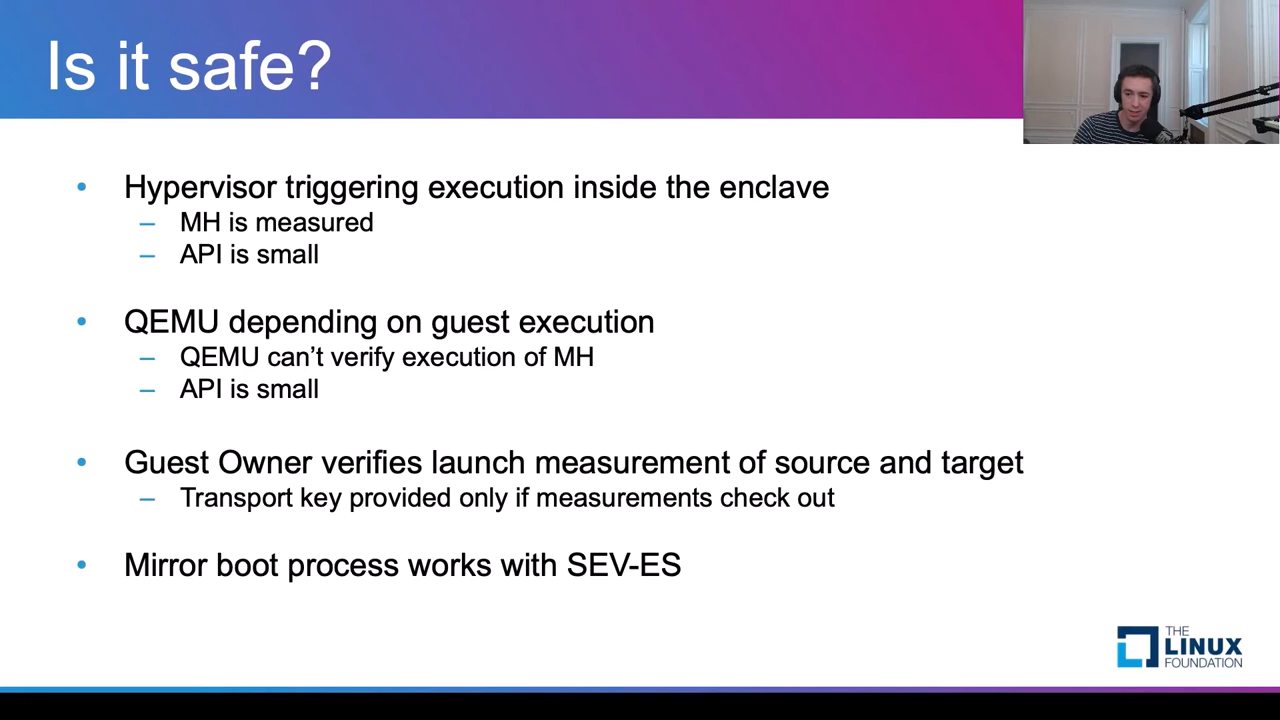 Is it safe?
• Hypervisor triggering execution inside the enclave
– MH is measured
– API is small
• QEMU depending on guest execution
– QEMU can’t verify execution of MH
– API is small
• Guest Owner verifies launch measurement of source and target
– Transport key provided only if measurements check out
• Mirror boot process works with SEV-ES
THE
LINUX
FOUNDATION